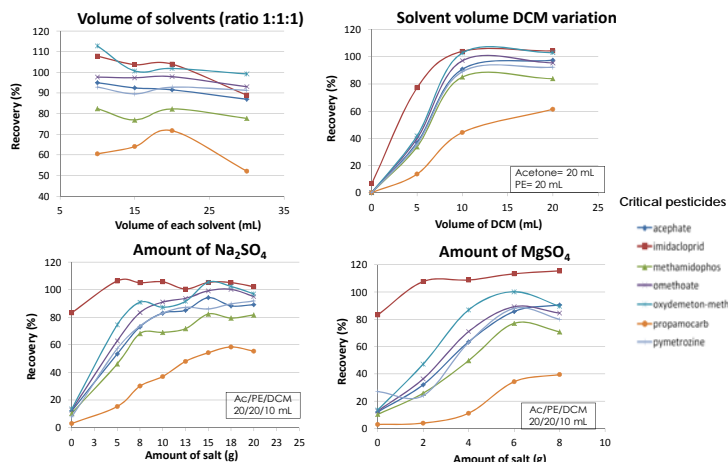 Volume of solvents (ratio 1:1:1)
120
110
100
90
80
70
60
50
40
Recovery (%)
5
15
25
35
Volume of each solvent (mL)
Solvent volume DCM variation
120
100
80
60
40
20
0
Recovery (%)
Acetone= 20 mL
PE= 20 mL
0
5
10
15
20
25
Volume of DCM (mL)
Critical pesticides
acephate
imidacloprid
methamidophos
omethoate
oxydemeton-meth
propamocarb
pymetrozine
Amount of Na₂SO₄
120
100
80
60
40
20
0
Recovery (%)
Ac/PE/DCM
20/20/10 mL
0
3
5
8
10
13
15
18
20
23
Amount of salt (g)
Amount of MgSO₄
120
100
80
60
40
20
0
Recovery (%)
Ac/PE/DCM
20/20/10 mL
0
2
4
6
8
10
Amount of salt (g)